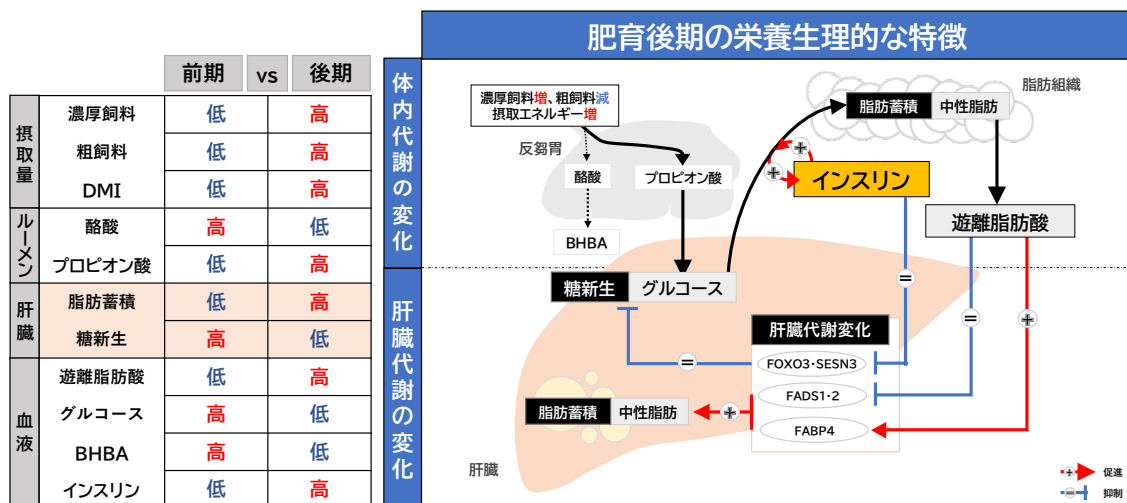 肥育後期の栄養生理的な特徴
前期 vs 後期
摂取量
濃厚飼料 低 高
粗飼料 低 高
DMI 低 高
ルーメン
酪酸 高 低
プロピオン酸 低 高
肝臓
脂肪蓄積 低 高
糖新生 高 低
血液
遊離脂肪酸 低 高
グルコース 高 低
BHBA 高 低
インスリン 低 高
体内代謝の変化
濃厚飼料増、粗飼料減
摂取エネルギー増
反芻胃
酪酸
プロピオン酸
BHBA
脂肪組織
脂肪蓄積 中性脂肪
インスリン
遊離脂肪酸
肝臓代謝の変化
糖新生 グルコース
肝臓代謝変化
FOXO3・SESN3
FADS1・2
FABP4
脂肪蓄積 中性脂肪
肝臓
促進
抑制